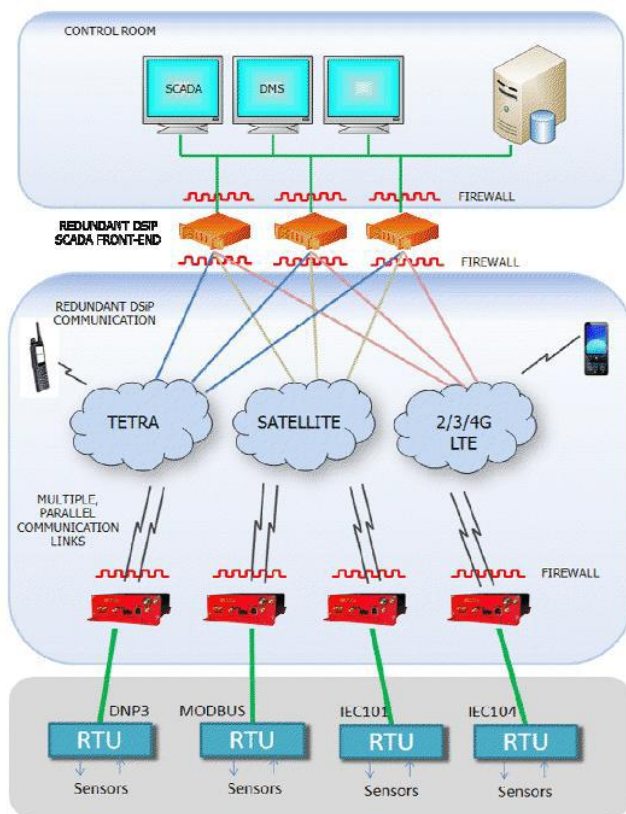 CONTROL ROOM
SCADA
DMS
FIREWALL
REDUNDANT DSiP
SCADA FRONT-END
FIREWALL
REDUNDANT DSiP
COMMUNICATION
TETRA
SATELLITE
2/3/4G
LTE
MULTIPLE,
PARALLEL
COMMUNICATION
LINKS
FIREWALL
DNP3
MODBUS
IEC101
IEC104
RTU
RTU
RTU
RTU
Sensors
Sensors
Sensors
Sensors